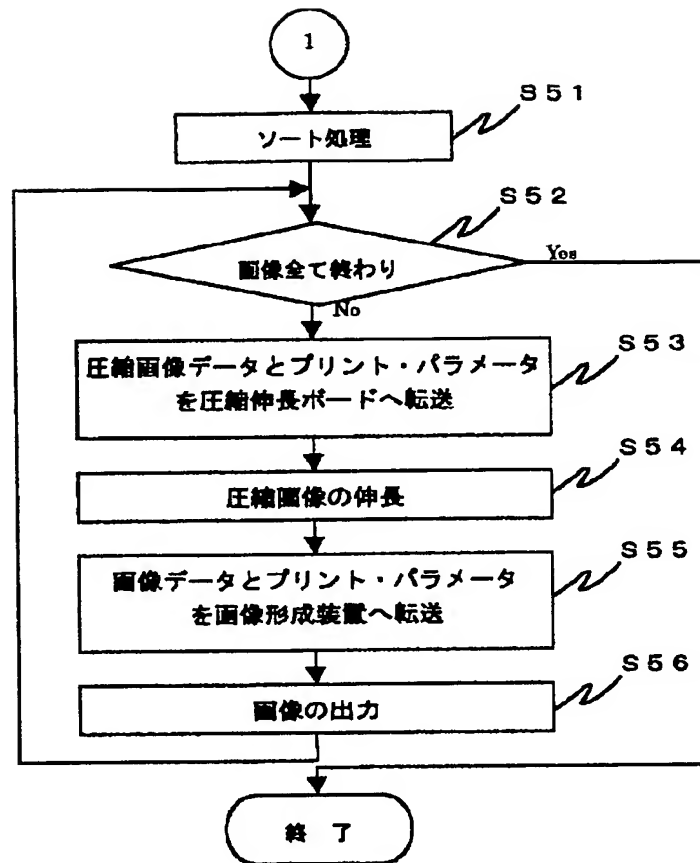 1
S51
ソート処理
S52
画像全て終わり
Yes
No
S53
圧縮画像データとプリント・パラメータ
を圧縮伸長ボードへ転送
S54
圧縮画像の伸長
S55
画像データとプリント・パラメータ
を画像形成装置へ転送
S56
画像の出力
終 了